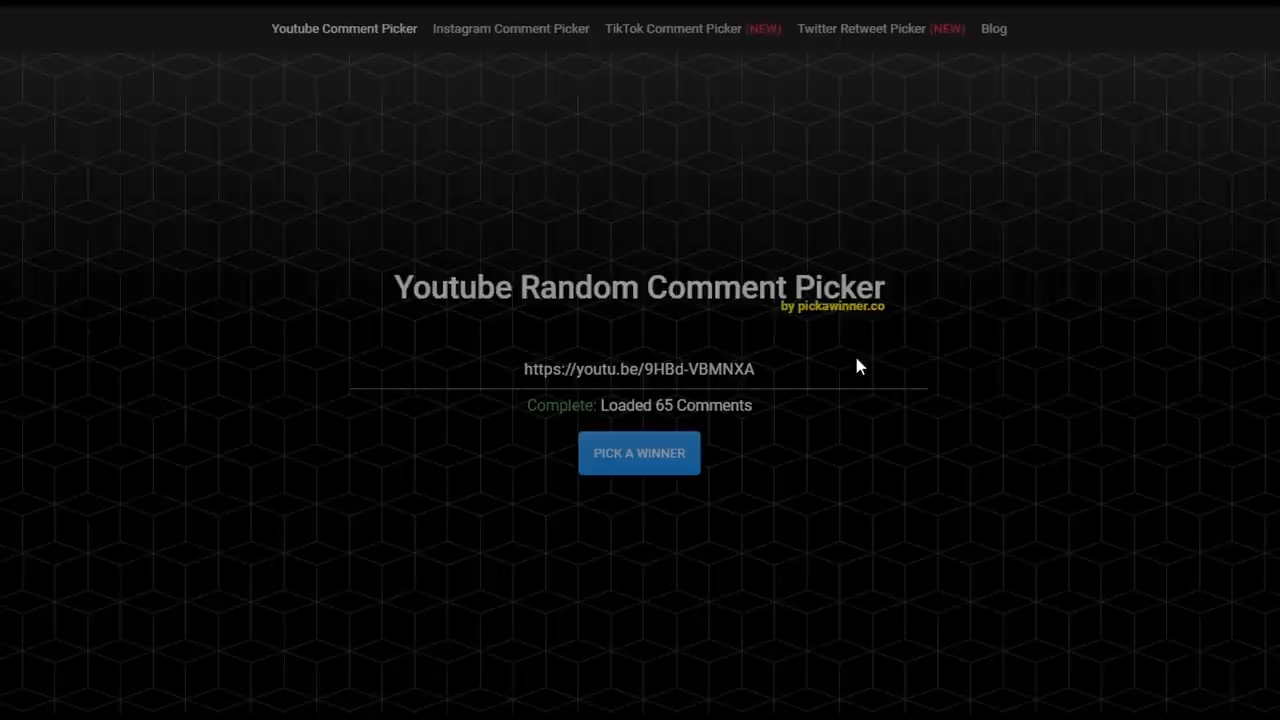 Youtube Comment Picker Instagram Comment Picker TikTok Comment Picker (NEW) Twitter Retweet Picker (NEW) Blog
Youtube Random Comment Picker
by pickawinner.co
https://youtu.be/9HBd-VBMNXA
Complete: Loaded 65 Comments
PICK A WINNER